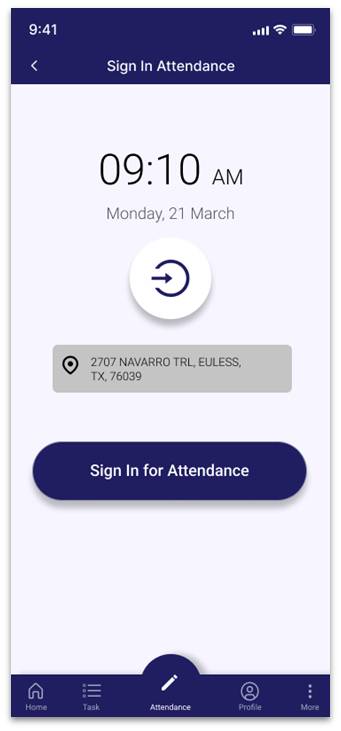 9:41
Sign In Attendance
09:10 AM
Monday, 21 March
2707 NAVARRO TRL, EULESS,
TX, 76039
Sign In for Attendance
Home Task Attendance Profile More